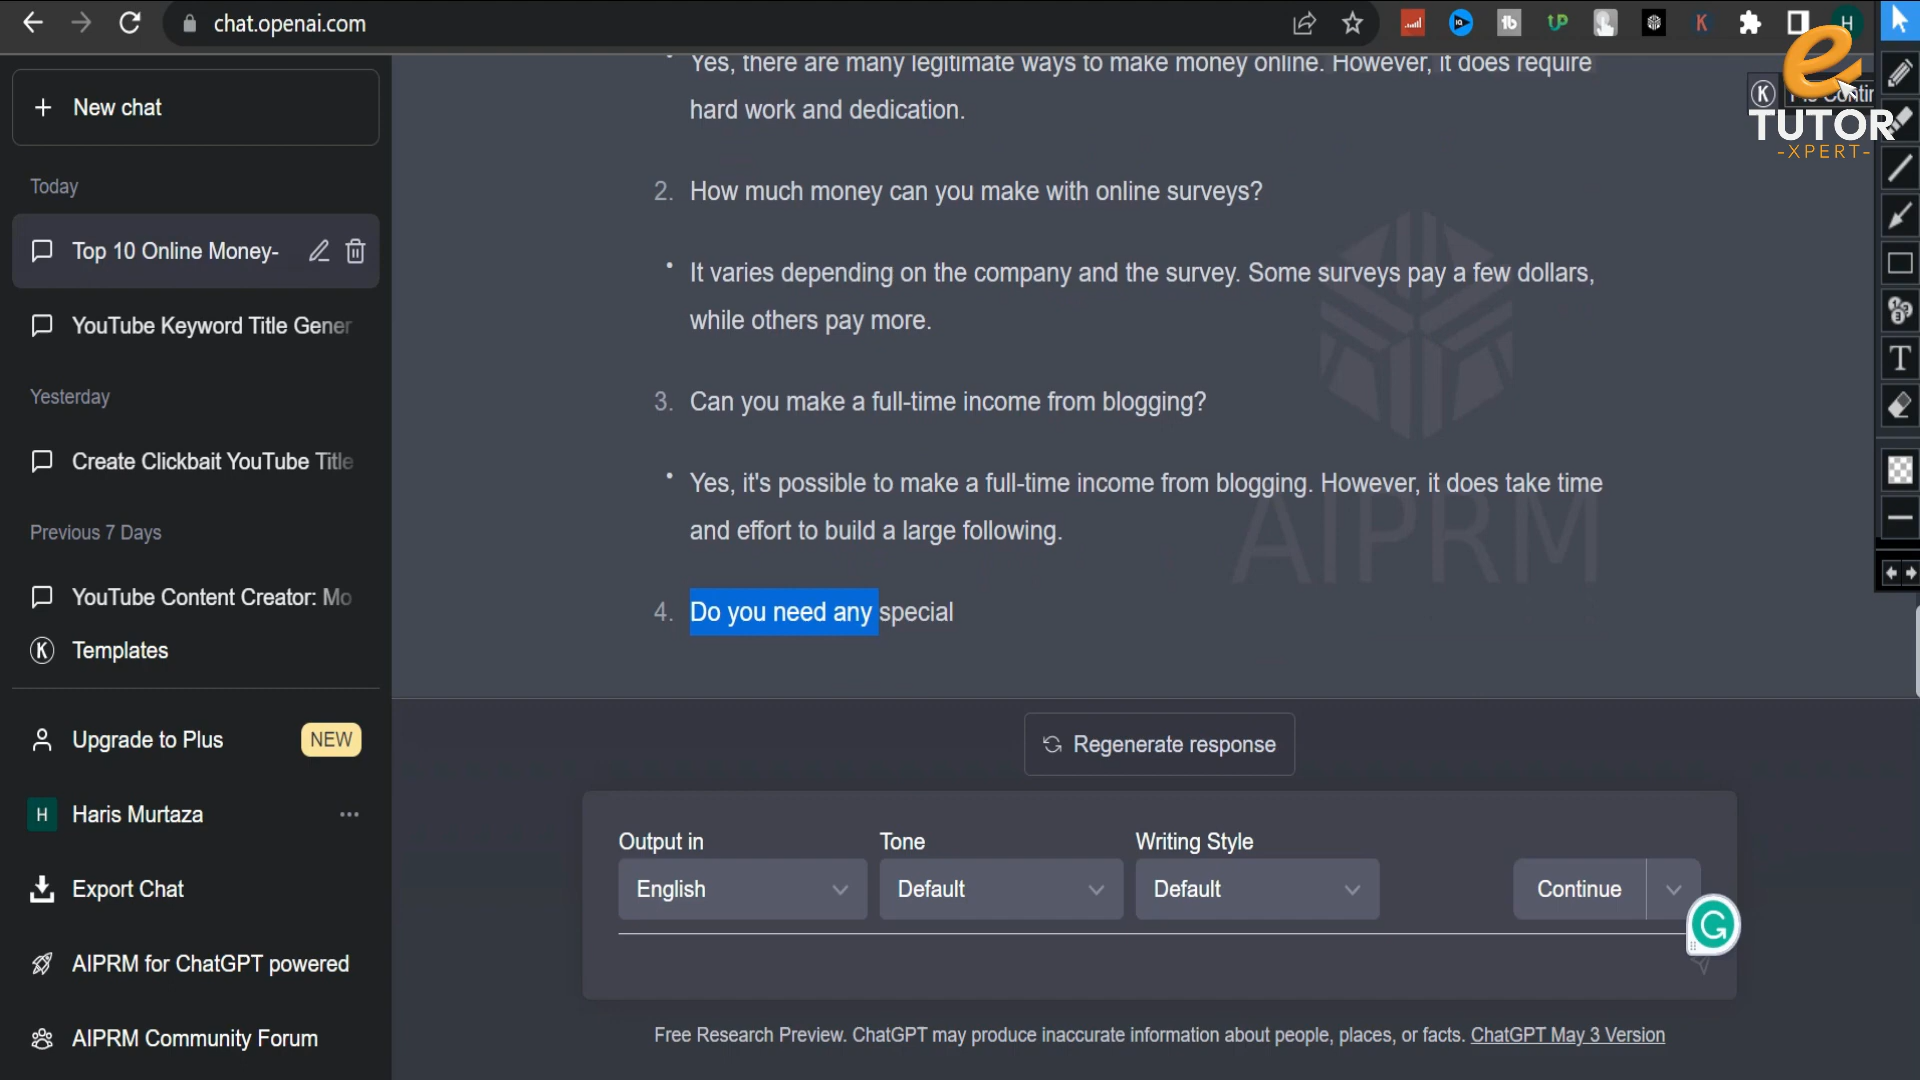 chat.openai.com
New chat
Today
Top 10 Online Money-
YouTube Keyword Title Gener
Yesterday
Create Clickbait YouTube Title
Previous 7 Days
YouTube Content Creator: Mo
K Templates
Upgrade to Plus NEW
H Haris Murtaza
Export Chat
AIPRM for ChatGPT powered
AIPRM Community Forum
Yes, there are many legitimate ways to make money online. However, it does require
hard work and dedication.
2. How much money can you make with online surveys?
It varies depending on the company and the survey. Some surveys pay a few dollars,
while others pay more.
3. Can you make a full-time income from blogging?
Yes, it's possible to make a full-time income from blogging. However, it does take time
and effort to build a large following.
4. Do you need any special
AIPRM
Regenerate response
Output in Tone Writing Style
English Default Default Continue
Free Research Preview. ChatGPT may produce inaccurate information about people, places, or facts. ChatGPT May 3 Version
TUTOR
-XPERT-